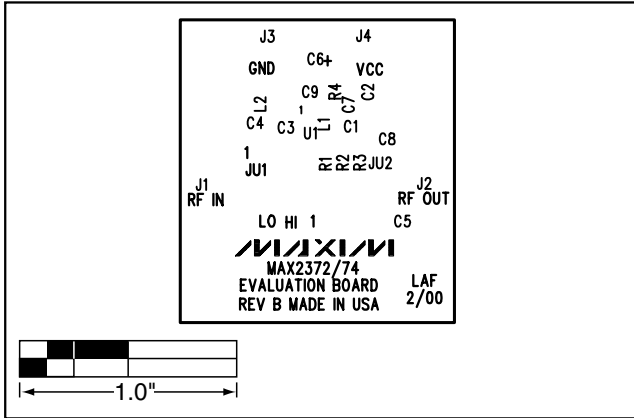 J3 J4
C6+
GND VCC
C9 R4 C7 C2
L2
1
C4 C3 U1 L1 C1
C8
1
JU1 R1 R2 R3 JU2
J1 J2
RF IN RF OUT
LO HI 1 C5
MAXIM
MAX2372/74
EVALUATION BOARD LAF
REV B MADE IN USA 2/00
1.0"